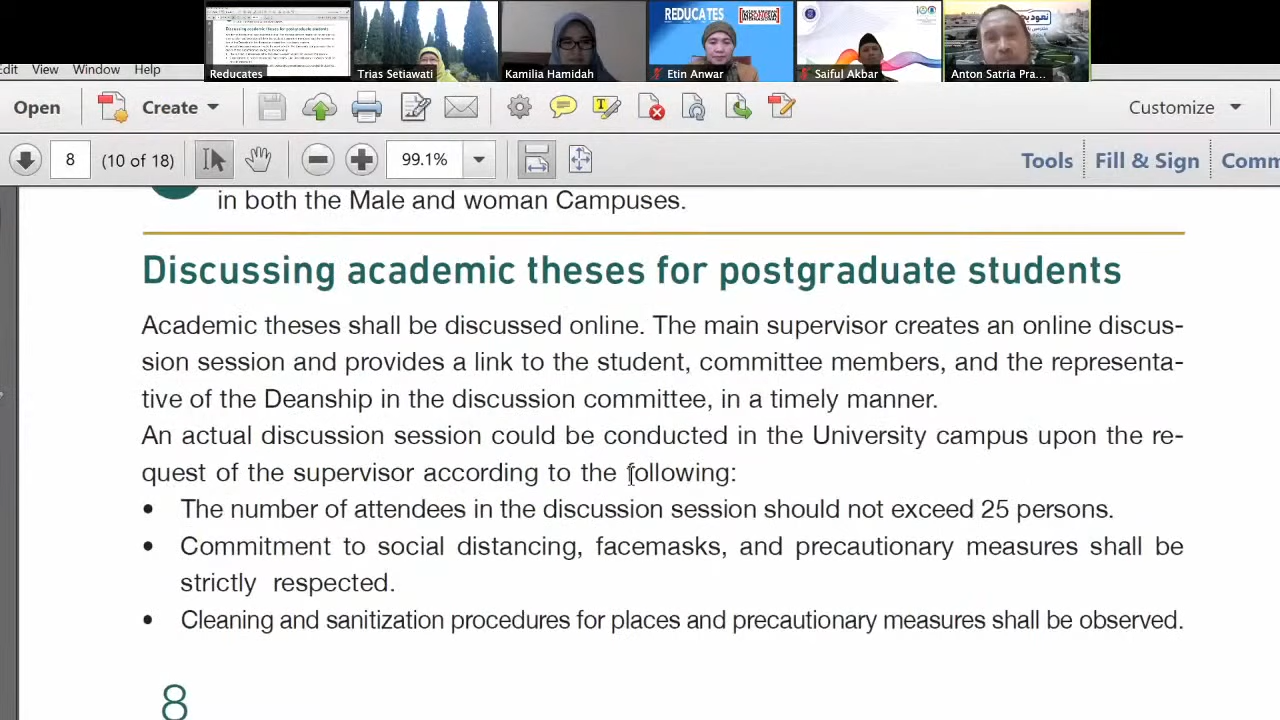 REDUCATES
Reducates
Trias Setiawati
Kamilia Hamidah
Etin Anwar
Saiful Akbar
Anton Satria Pra...
Edit View Window Help
Open
Create
Customize
8
(10 of 18)
99.1%
Tools
Fill & Sign
Comm
in both the Male and woman Campuses.
Discussing academic theses for postgraduate students
Academic theses shall be discussed online. The main supervisor creates an online discus-
sion session and provides a link to the student, committee members, and the representa-
tive of the Deanship in the discussion committee, in a timely manner.
An actual discussion session could be conducted in the University campus upon the re-
quest of the supervisor according to the following:
• The number of attendees in the discussion session should not exceed 25 persons.
• Commitment to social distancing, facemasks, and precautionary measures shall be
strictly respected.
• Cleaning and sanitization procedures for places and precautionary measures shall be observed.
8